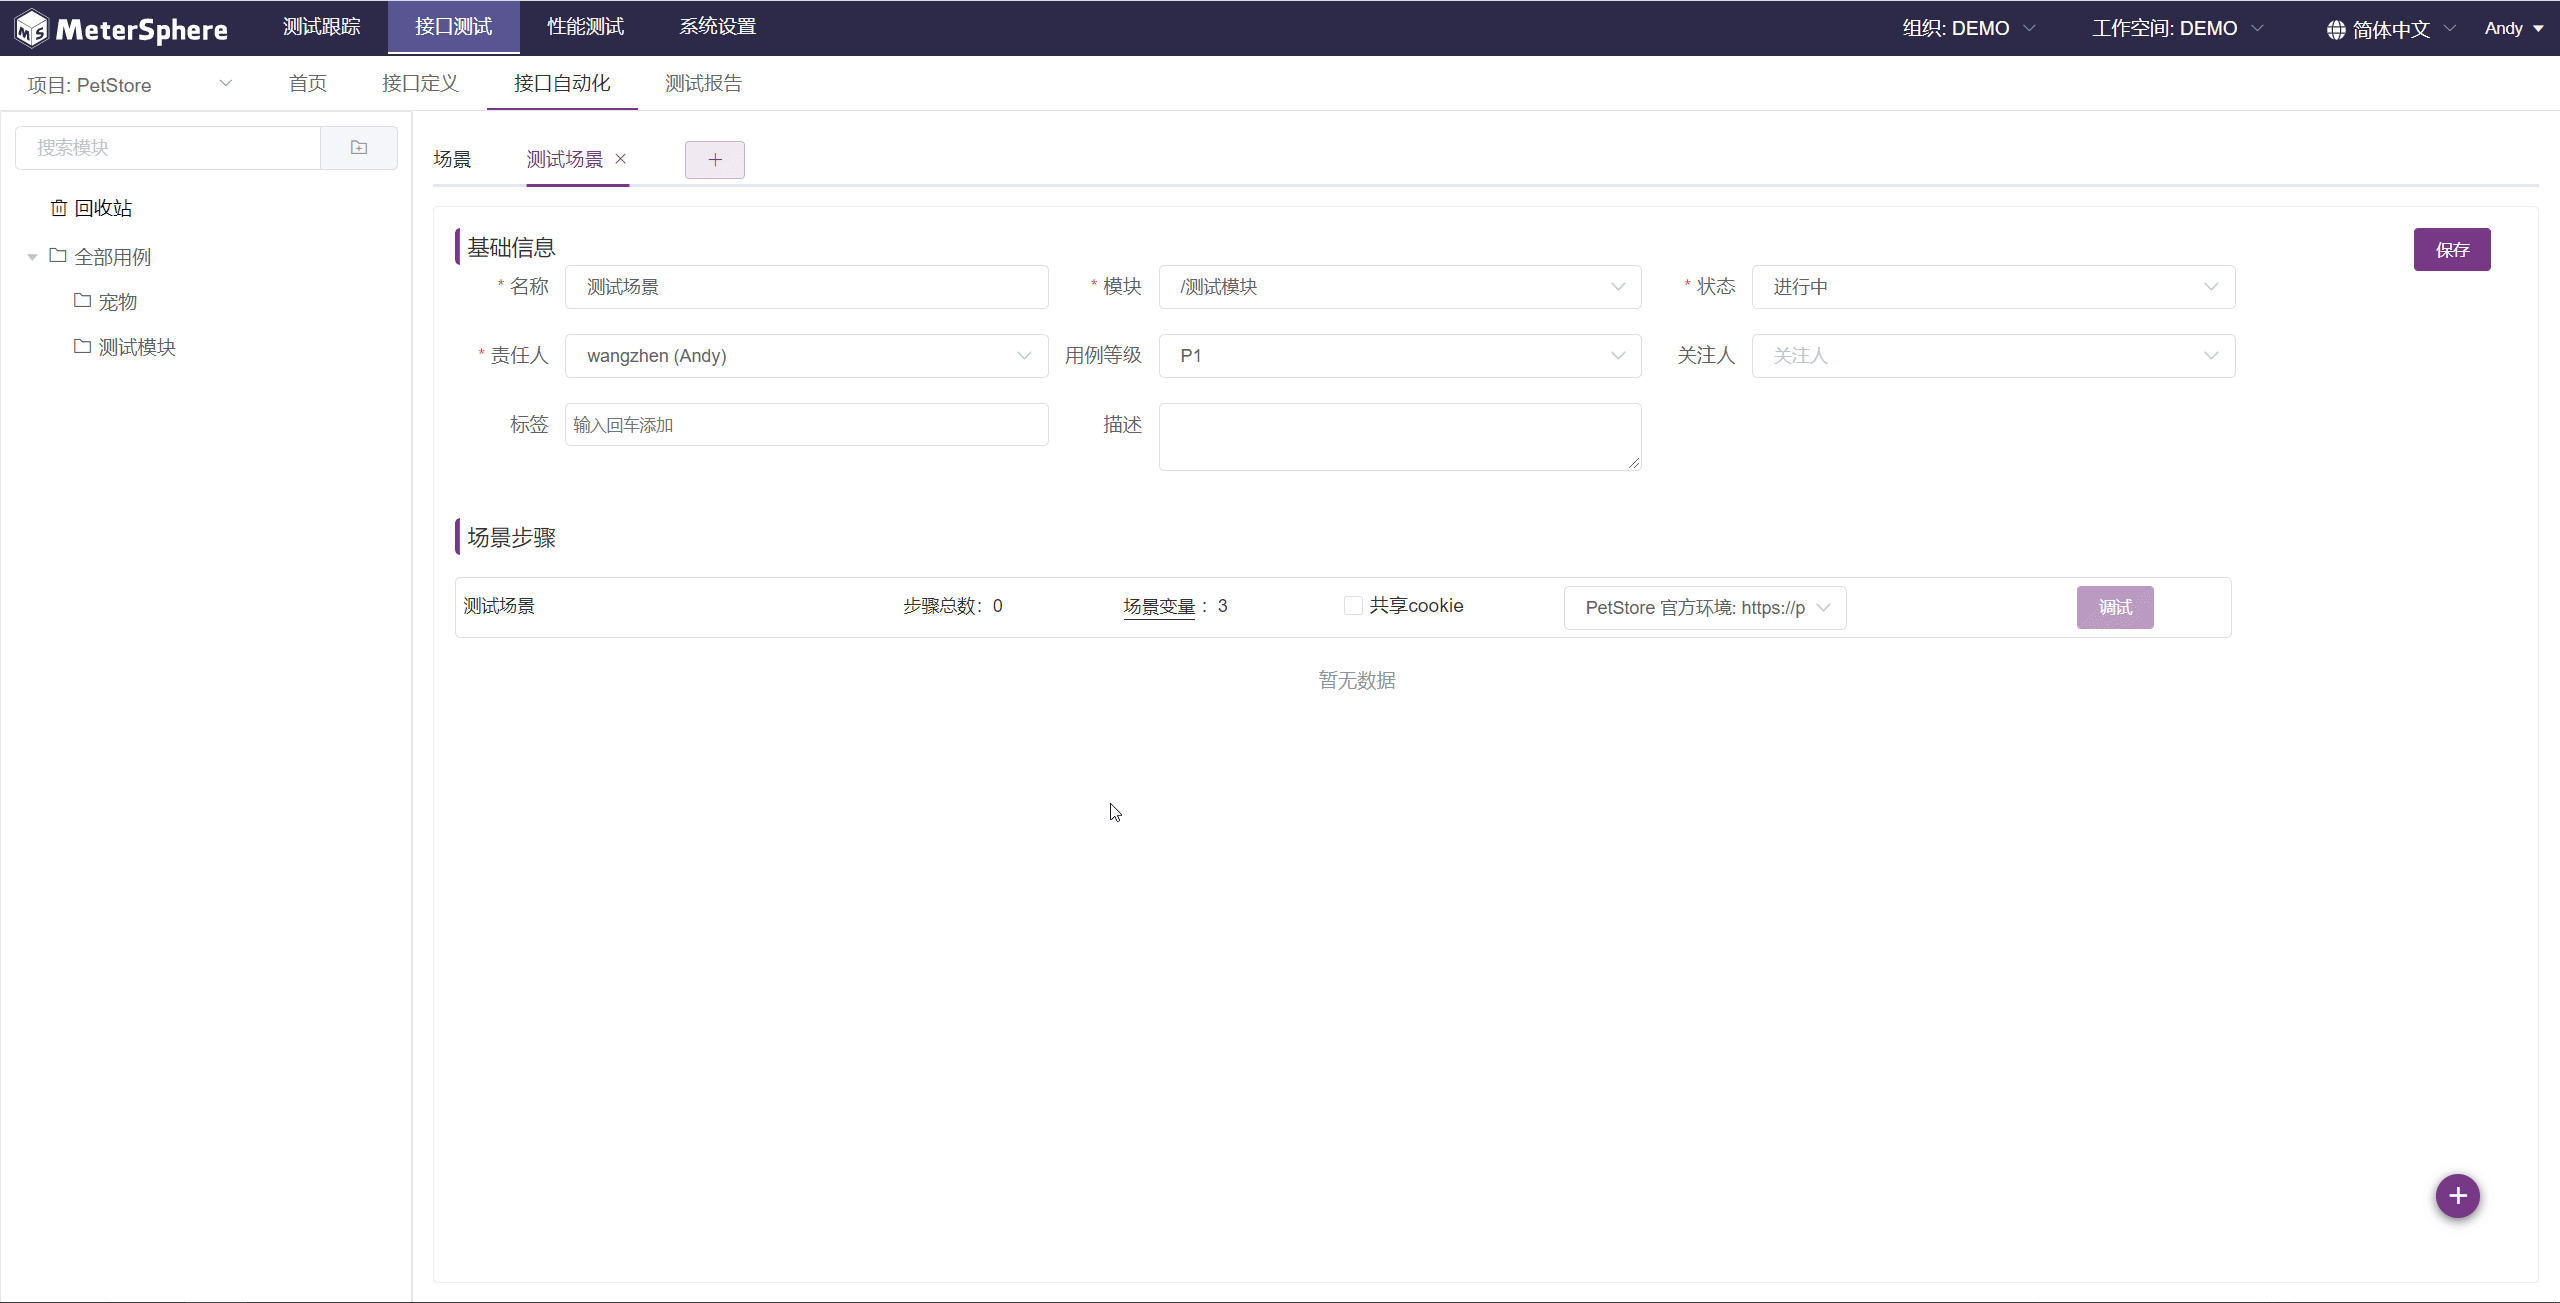 MeterSphere 测试跟踪 接口测试 性能测试 系统设置 组织: DEMO 工作空间: DEMO 简体中文 Andy
项目: PetStore 首页 接口定义 接口自动化 测试报告
搜索模块
回收站
全部用例
宠物
测试模块
场景 测试场景
基础信息 保存
* 名称 测试场景 * 模块 /测试模块 * 状态 进行中
* 责任人 wangzhen (Andy) 用例等级 P1 关注人 关注人
标签 输入回车添加 描述
场景步骤
测试场景 步骤总数: 0 场景变量 : 3 共享cookie PetStore 官方环境: https://p 调试
暂无数据